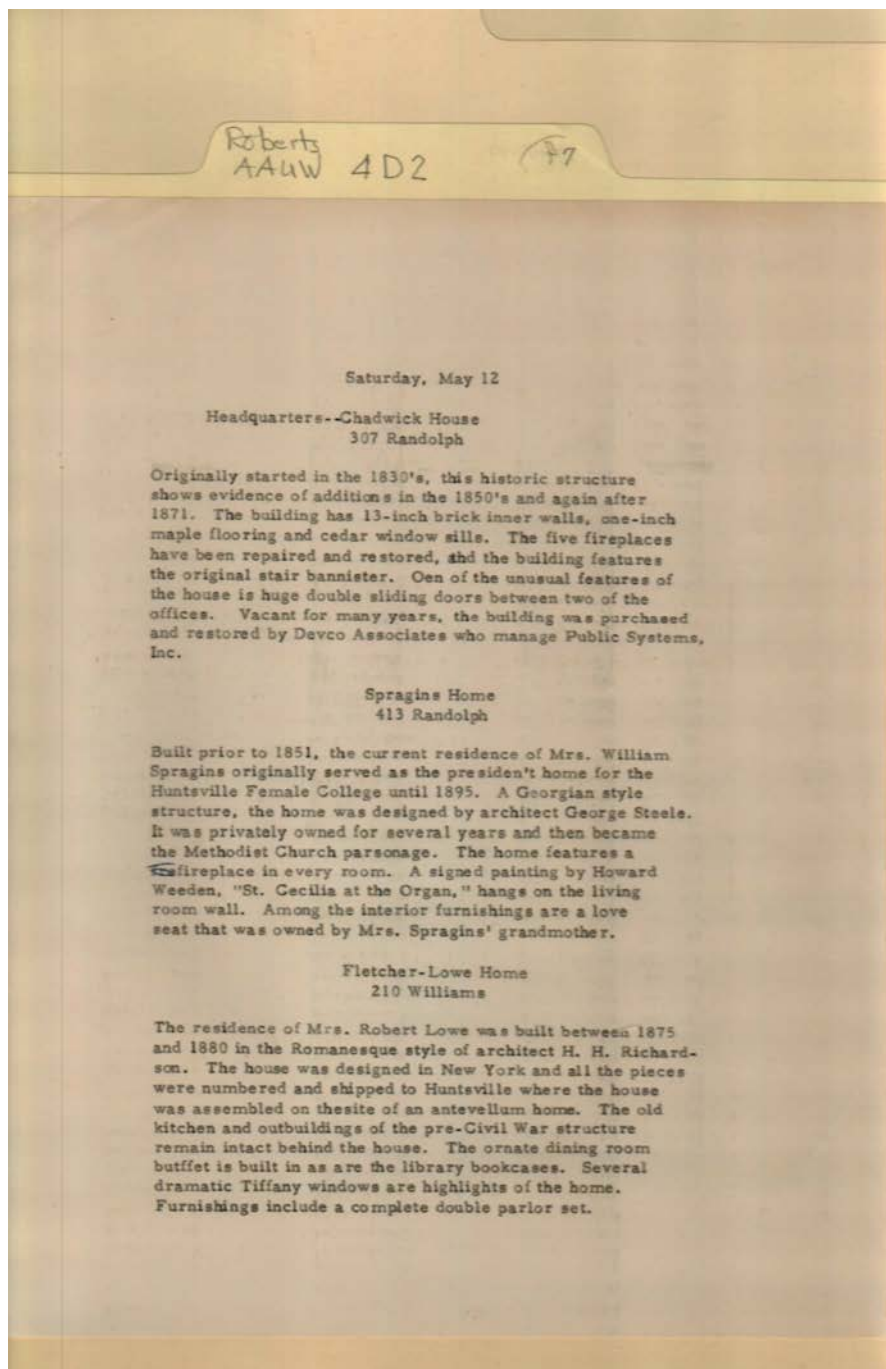 Roberts
AAUW 4D2
Saturday, May 12
Headquarters--Chadwick House
307 Randolph
Originally started in the 1830's, this historic structure
shows evidence of additions in the 1850's and again after
1871. The building has 13-inch brick inner walls, one-inch
maple flooring and cedar window sills. The five fireplaces
have been repaired and restored, ahd the building features
the original stair bannister. Oen of the unusual features of
the house is huge double sliding doors between two of the
offices. Vacant for many years, the building was purchased
and restored by Devco Associates who manage Public Systems,
Inc.
Spragins Home
413 Randolph
Built prior to 1851, the current residence of Mrs. William
Spragins originally served as the presiden't home for the
Huntsville Female College until 1895. A Georgian style
structure, the home was designed by architect George Steele.
It was privately owned for several years and then became
the Methodist Church parsonage. The home features a
fireplace in every room. A signed painting by Howard
Weeden, "St. Cecilia at the Organ," hangs on the living
room wall. Among the interior furnishings are a love
seat that was owned by Mrs. Spragins' grandmother.
Fletcher-Lowe Home
210 Williams
The residence of Mrs. Robert Lowe was built between 1875
and 1880 in the Romanesque style of architect H. H. Richard-
son. The house was designed in New York and all the pieces
were numbered and shipped to Huntsville where the house
was assembled on thesite of an antevellum home. The old
kitchen and outbuildings of the pre-Civil War structure
remain intact behind the house. The ornate dining room
butffet is built in as are the library bookcases. Several
dramatic Tiffany windows are highlights of the home.
Furnishings include a complete double parlor set.